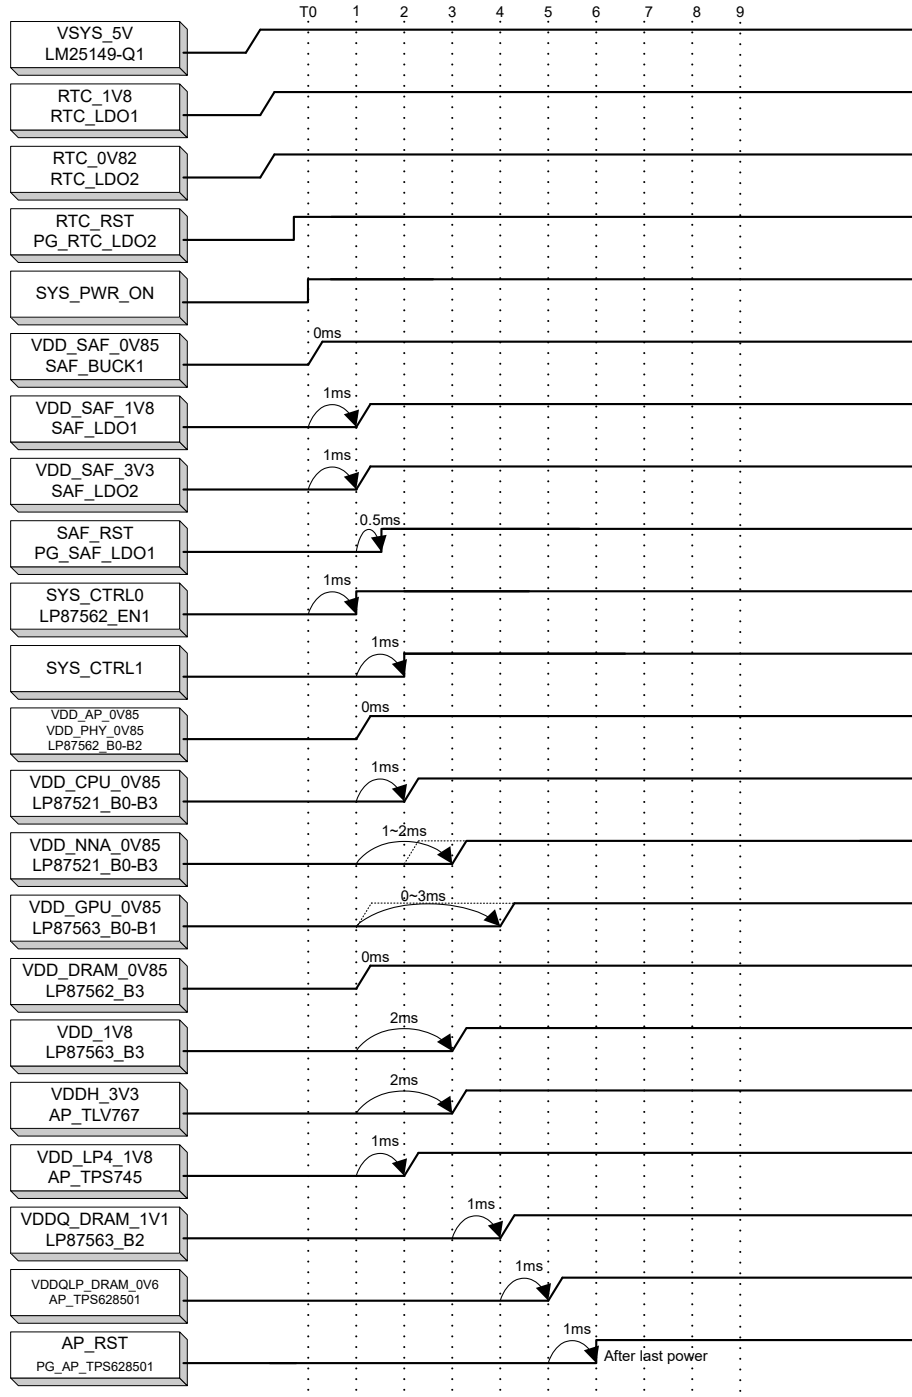 T0 1 2 3 4 5 6 7 8 9
VSYS_5V
LM25149-Q1
RTC_1V8
RTC_LDO1
RTC_0V82
RTC_LDO2
RTC_RST
PG_RTC_LDO2
SYS_PWR_ON
0ms
VDD_SAF_0V85
SAF_BUCK1
1ms
VDD_SAF_1V8
SAF_LDO1
1ms
VDD_SAF_3V3
SAF_LDO2
0.5ms
SAF_RST
PG_SAF_LDO1
1ms
SYS_CTRL0
LP87562_EN1
1ms
SYS_CTRL1
0ms
VDD_AP_0V85
VDD_PHY_0V85
LP87562_B0-B2
1ms
VDD_CPU_0V85
LP87521_B0-B3
1~2ms
VDD_NNA_0V85
LP87521_B0-B3
0~3ms
VDD_GPU_0V85
LP87563_B0-B1
0ms
VDD_DRAM_0V85
LP87562_B3
2ms
VDD_1V8
LP87563_B3
2ms
VDDH_3V3
AP_TLV767
1ms
VDD_LP4_1V8
AP_TPS745
1ms
VDDQ_DRAM_1V1
LP87563_B2
1ms
VDDQLP_DRAM_0V6
AP_TPS628501
1ms
AP_RST
PG_AP_TPS628501
After last power